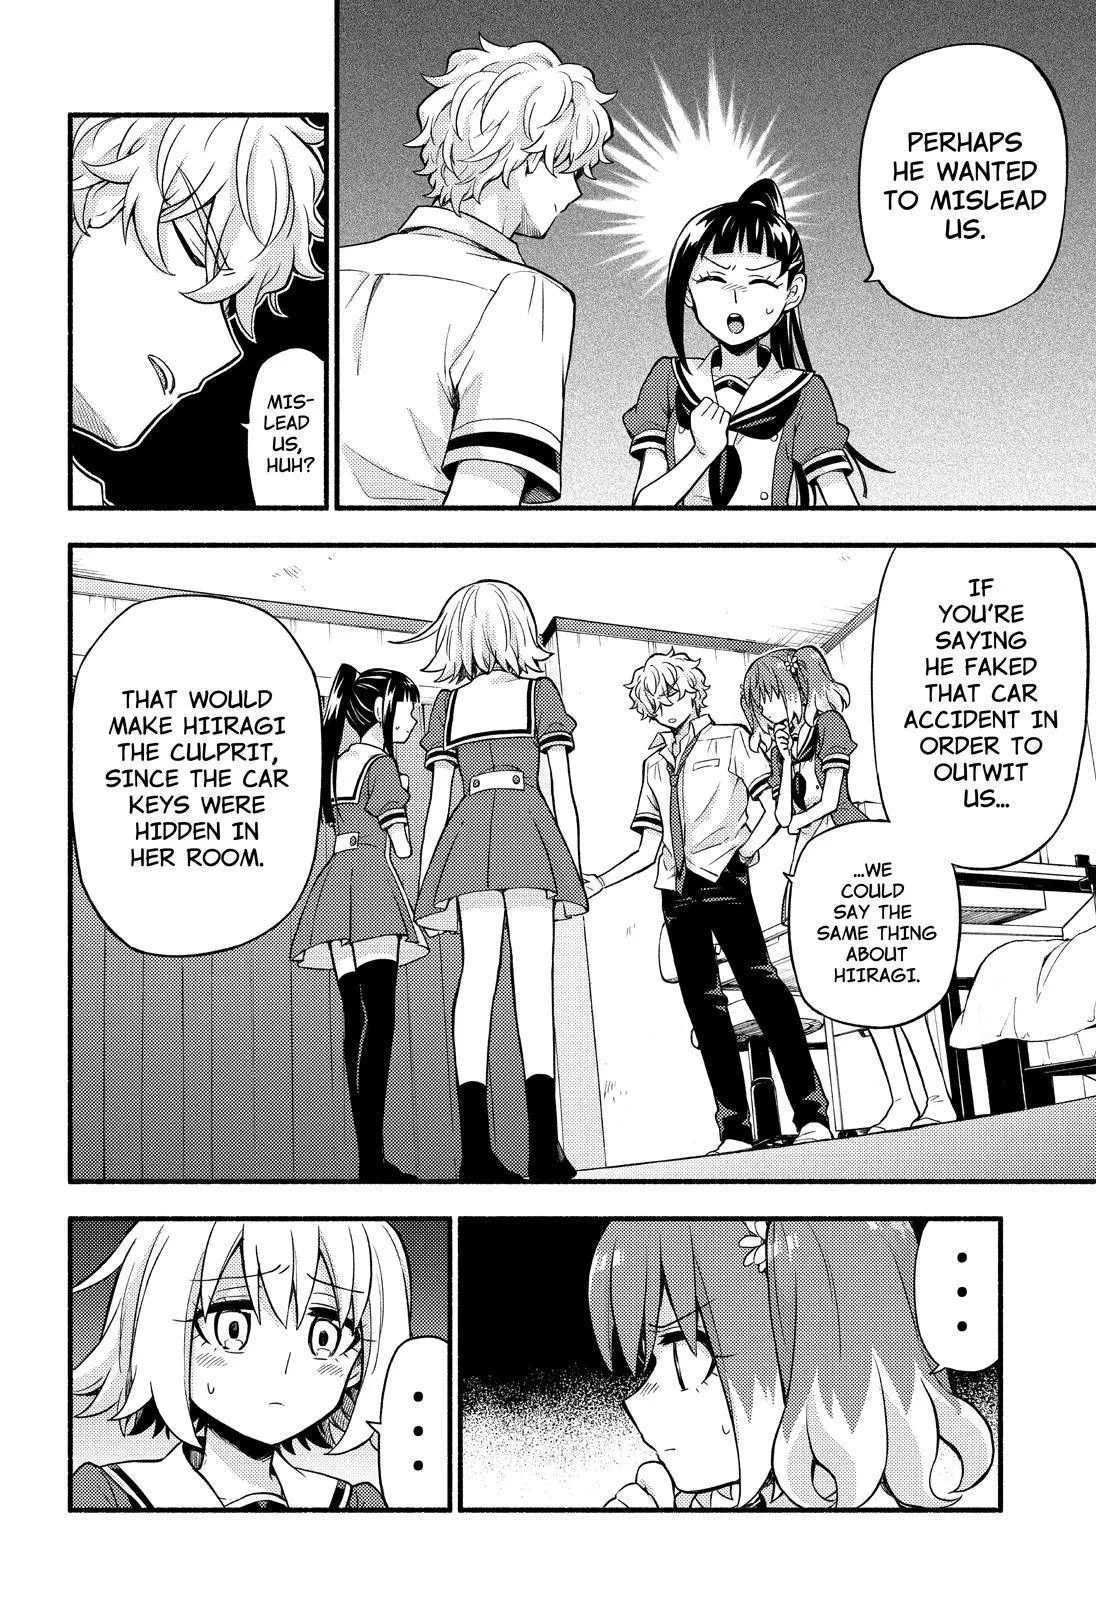 PERHAPS
HE WANTED
TO MISLEAD
US.
MIS-
LEAD
US,
HUH?
IF
YOU'RE
SAYING
HE FAKED
THAT CAR
ACCIDENT IN
ORDER TO
OUTWIT
US...
...WE
COULD
SAY THE
SAME THING
ABOUT
HIIRAGI.
THAT WOULD
MAKE HIIRAGI
THE CULPRIT,
SINCE THE CAR
KEYS WERE
HIDDEN IN
HER ROOM.
...
...